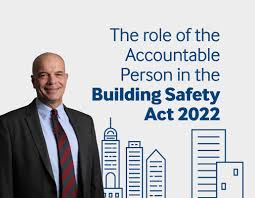 The role of the
Accountable
Person in the
Building Safety
Act 2022